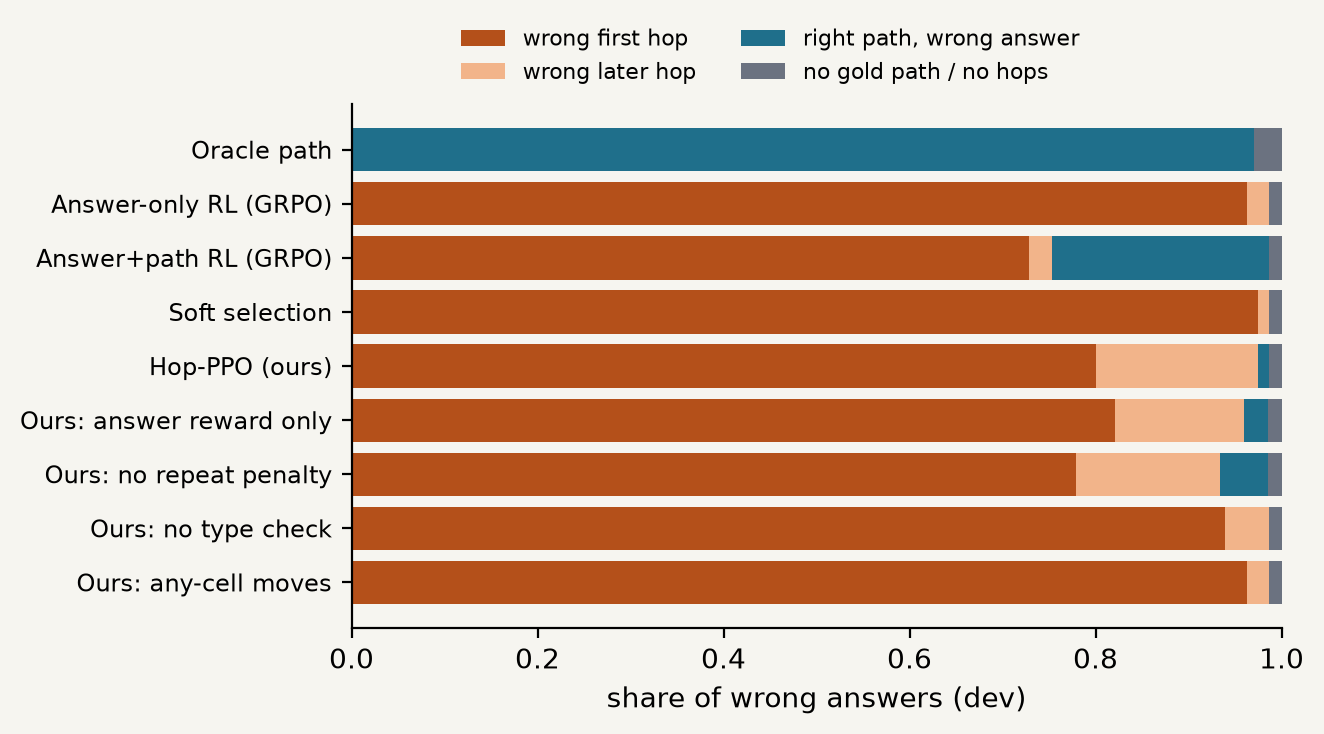 wrong first hop
wrong later hop
right path, wrong answer
no gold path / no hops
Oracle path
Answer-only RL (GRPO)
Answer+path RL (GRPO)
Soft selection
Hop-PPO (ours)
Ours: answer reward only
Ours: no repeat penalty
Ours: no type check
Ours: any-cell moves
0.0 0.2 0.4 0.6 0.8 1.0
share of wrong answers (dev)